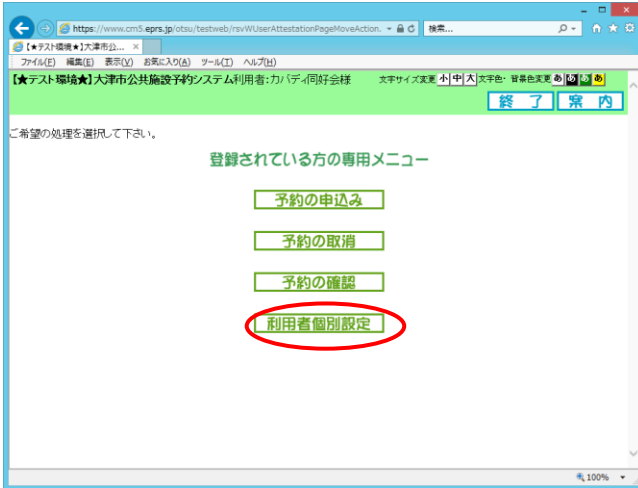 https://www.cm5.eprs.jp/otsu/testweb/rsvWUserAttestationPageMoveAction. 検索...
【★テスト環境★】大津市公... ×
ファイル(F) 編集(E) 表示(V) お気に入り(A) ツール(T) ヘルプ(H)
【★テスト環境★】大津市公共施設予約システム利用者:カバディ同好会様 文字サイズ変更 小 中 大 文字色・背景色変更 あ あ あ あ
終 了 案 内
ご希望の処理を選択して下さい。
登録されている方の専用メニュー
予約の申込み
予約の取消
予約の確認
利用者個別設定
100%